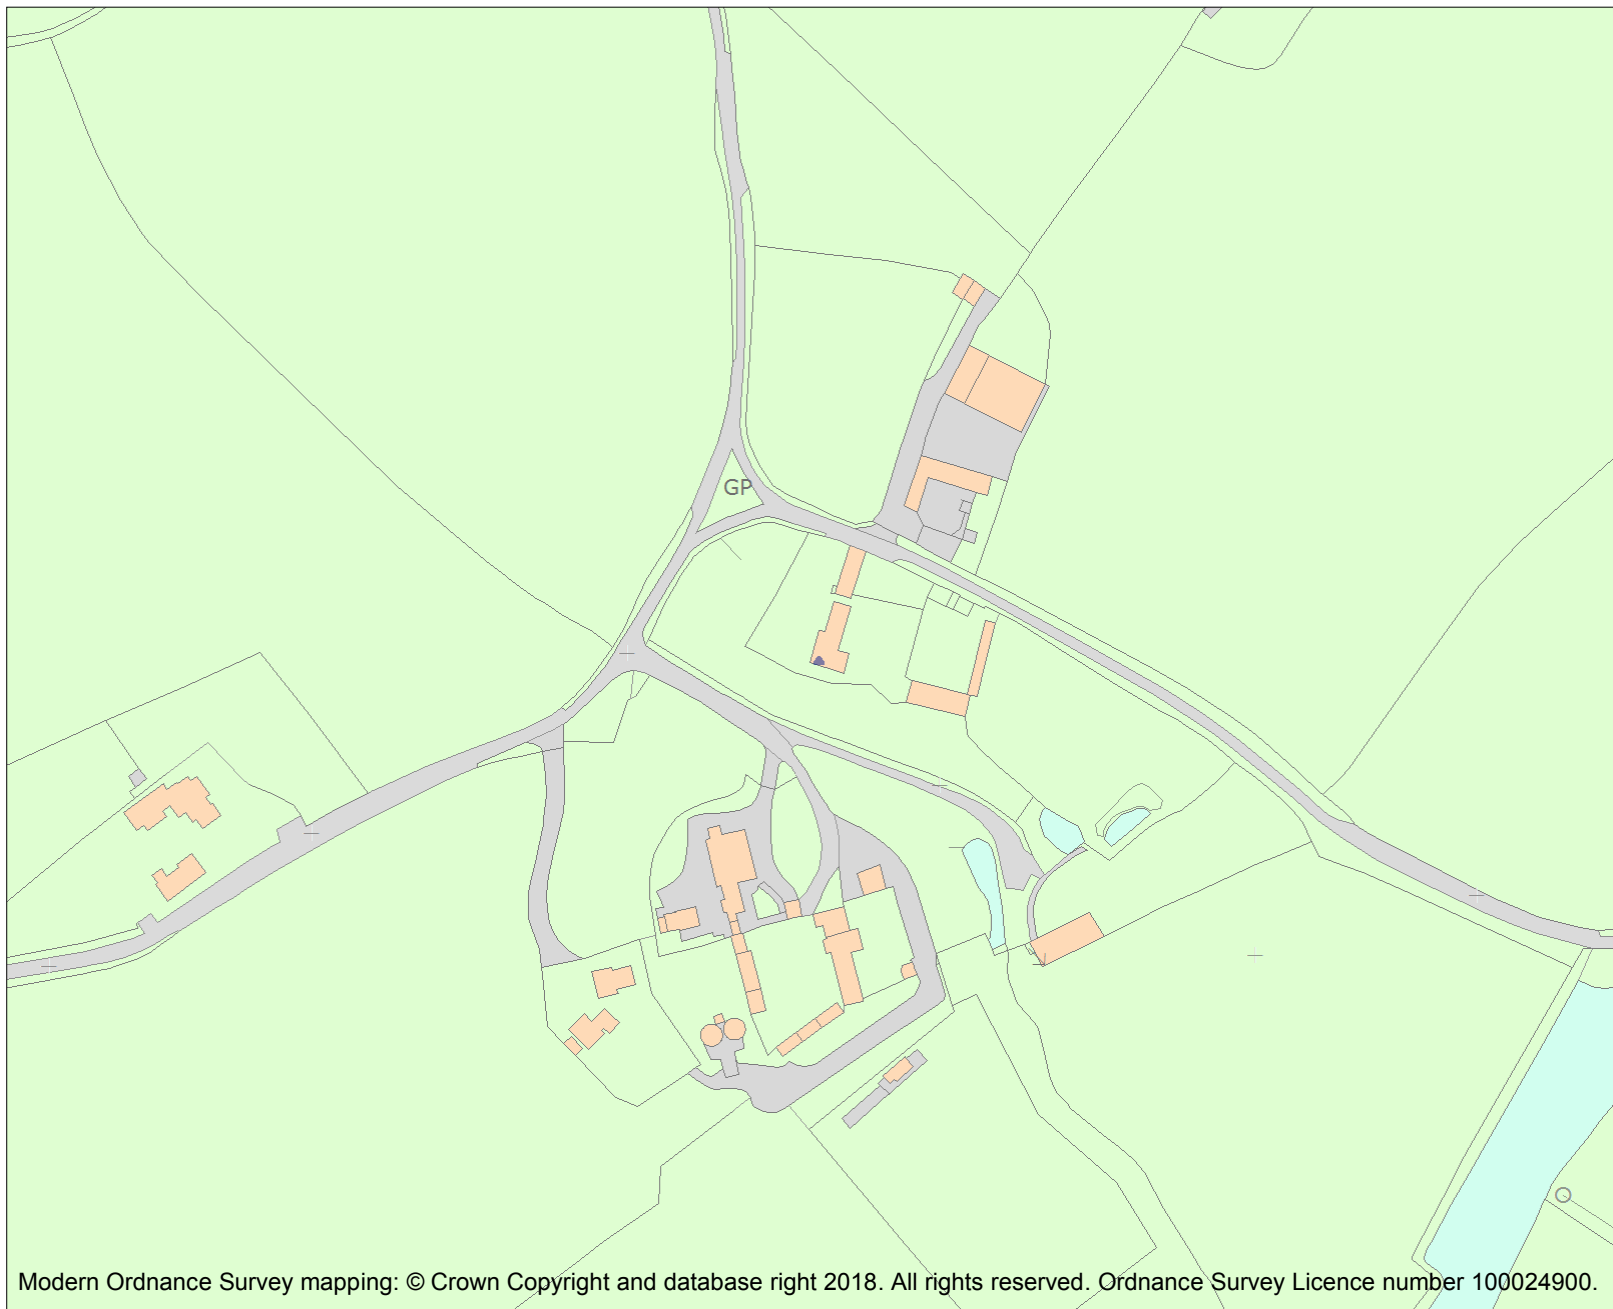 GP
Modern Ordnance Survey mapping: © Crown Copyright and database right 2018. All rights reserved. Ordnance Survey Licence number 100024900.